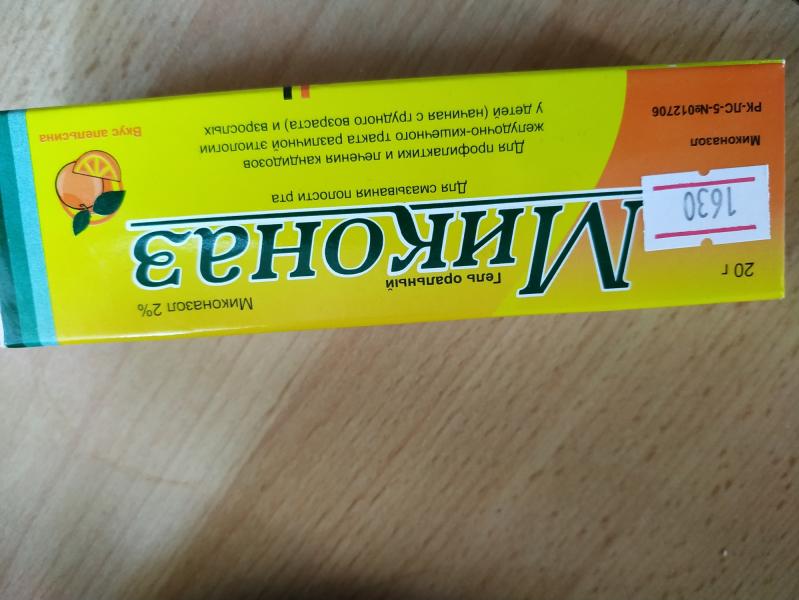 Миконазол 2%
Гель оральный
Миконаз
20 г
1630
Для смазывания полости рта
Для профилактики и лечения кандидозов
желудочно-кишечного тракта различной этиологии
у детей (начиная с грудного возраста) и взрослых
Вкус апельсина
Миконазол
РК-ЛС-5-№012706